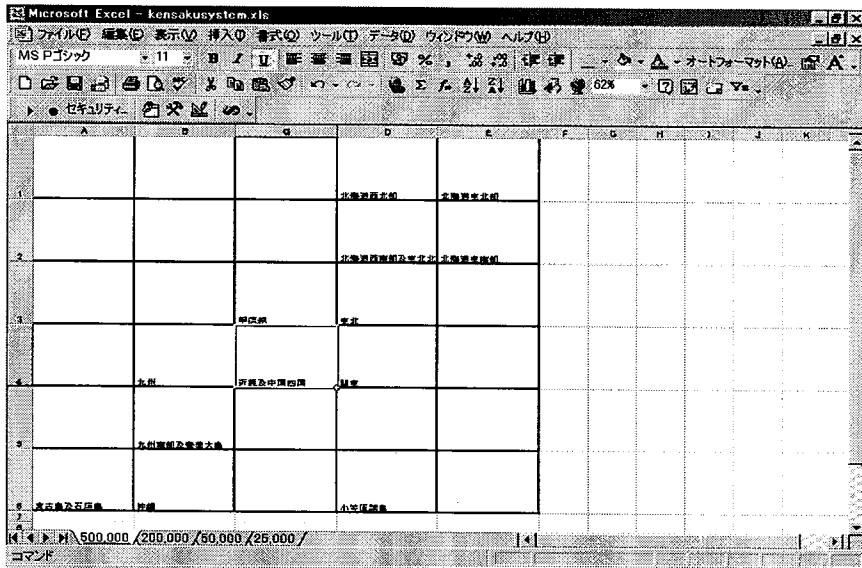 Microsoft Excel - kensakusystem.xls
ファイル(F) 編集(E) 表示(V) 挿入(I) 書式(O) ツール(T) データ(D) ウィンドウ(W) ヘルプ(H)
MS Pゴシック 11 B I U % , オートフォーマット(A)...
Σ 62%
セキュリティ...
A B C D E F G H I J K
1 北海道西北部 北海道東北部
2 北海道西南部及東北北 北海道東南部
3 甲信越 東北
4 九州 近畿及中国四国 関東
5 九州南部及奄美大島
6 宮古島及石垣島 沖縄 小笠原諸島
7
8
500,000 200,000 50,000 25,000
コマンド